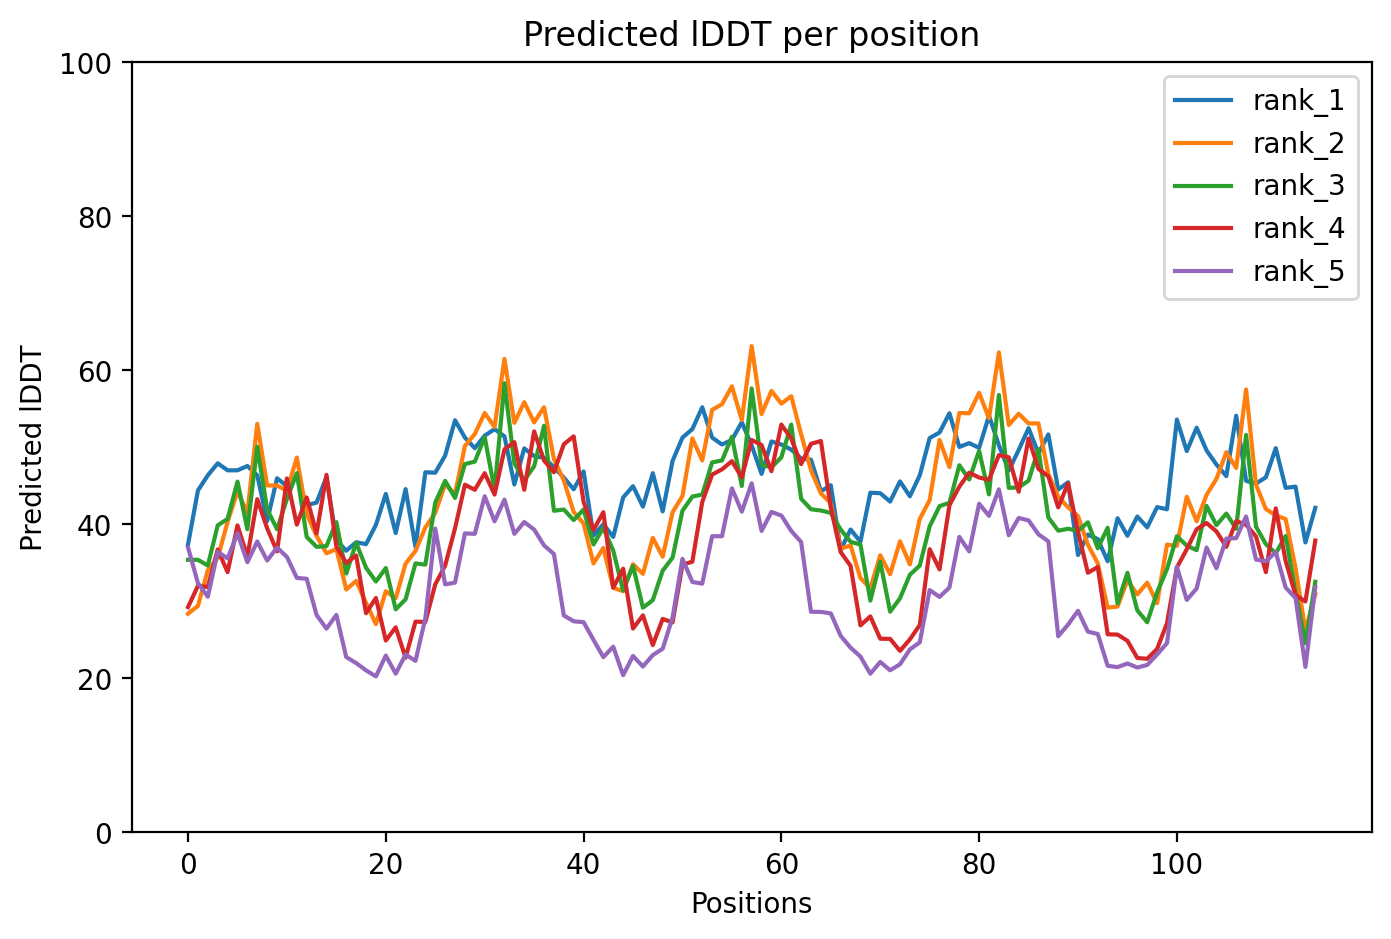 Predicted lDDT per position
100
80
60
40
20
0
Predicted lDDT
0 20 40 60 80 100
Positions
rank_1
rank_2
rank_3
rank_4
rank_5